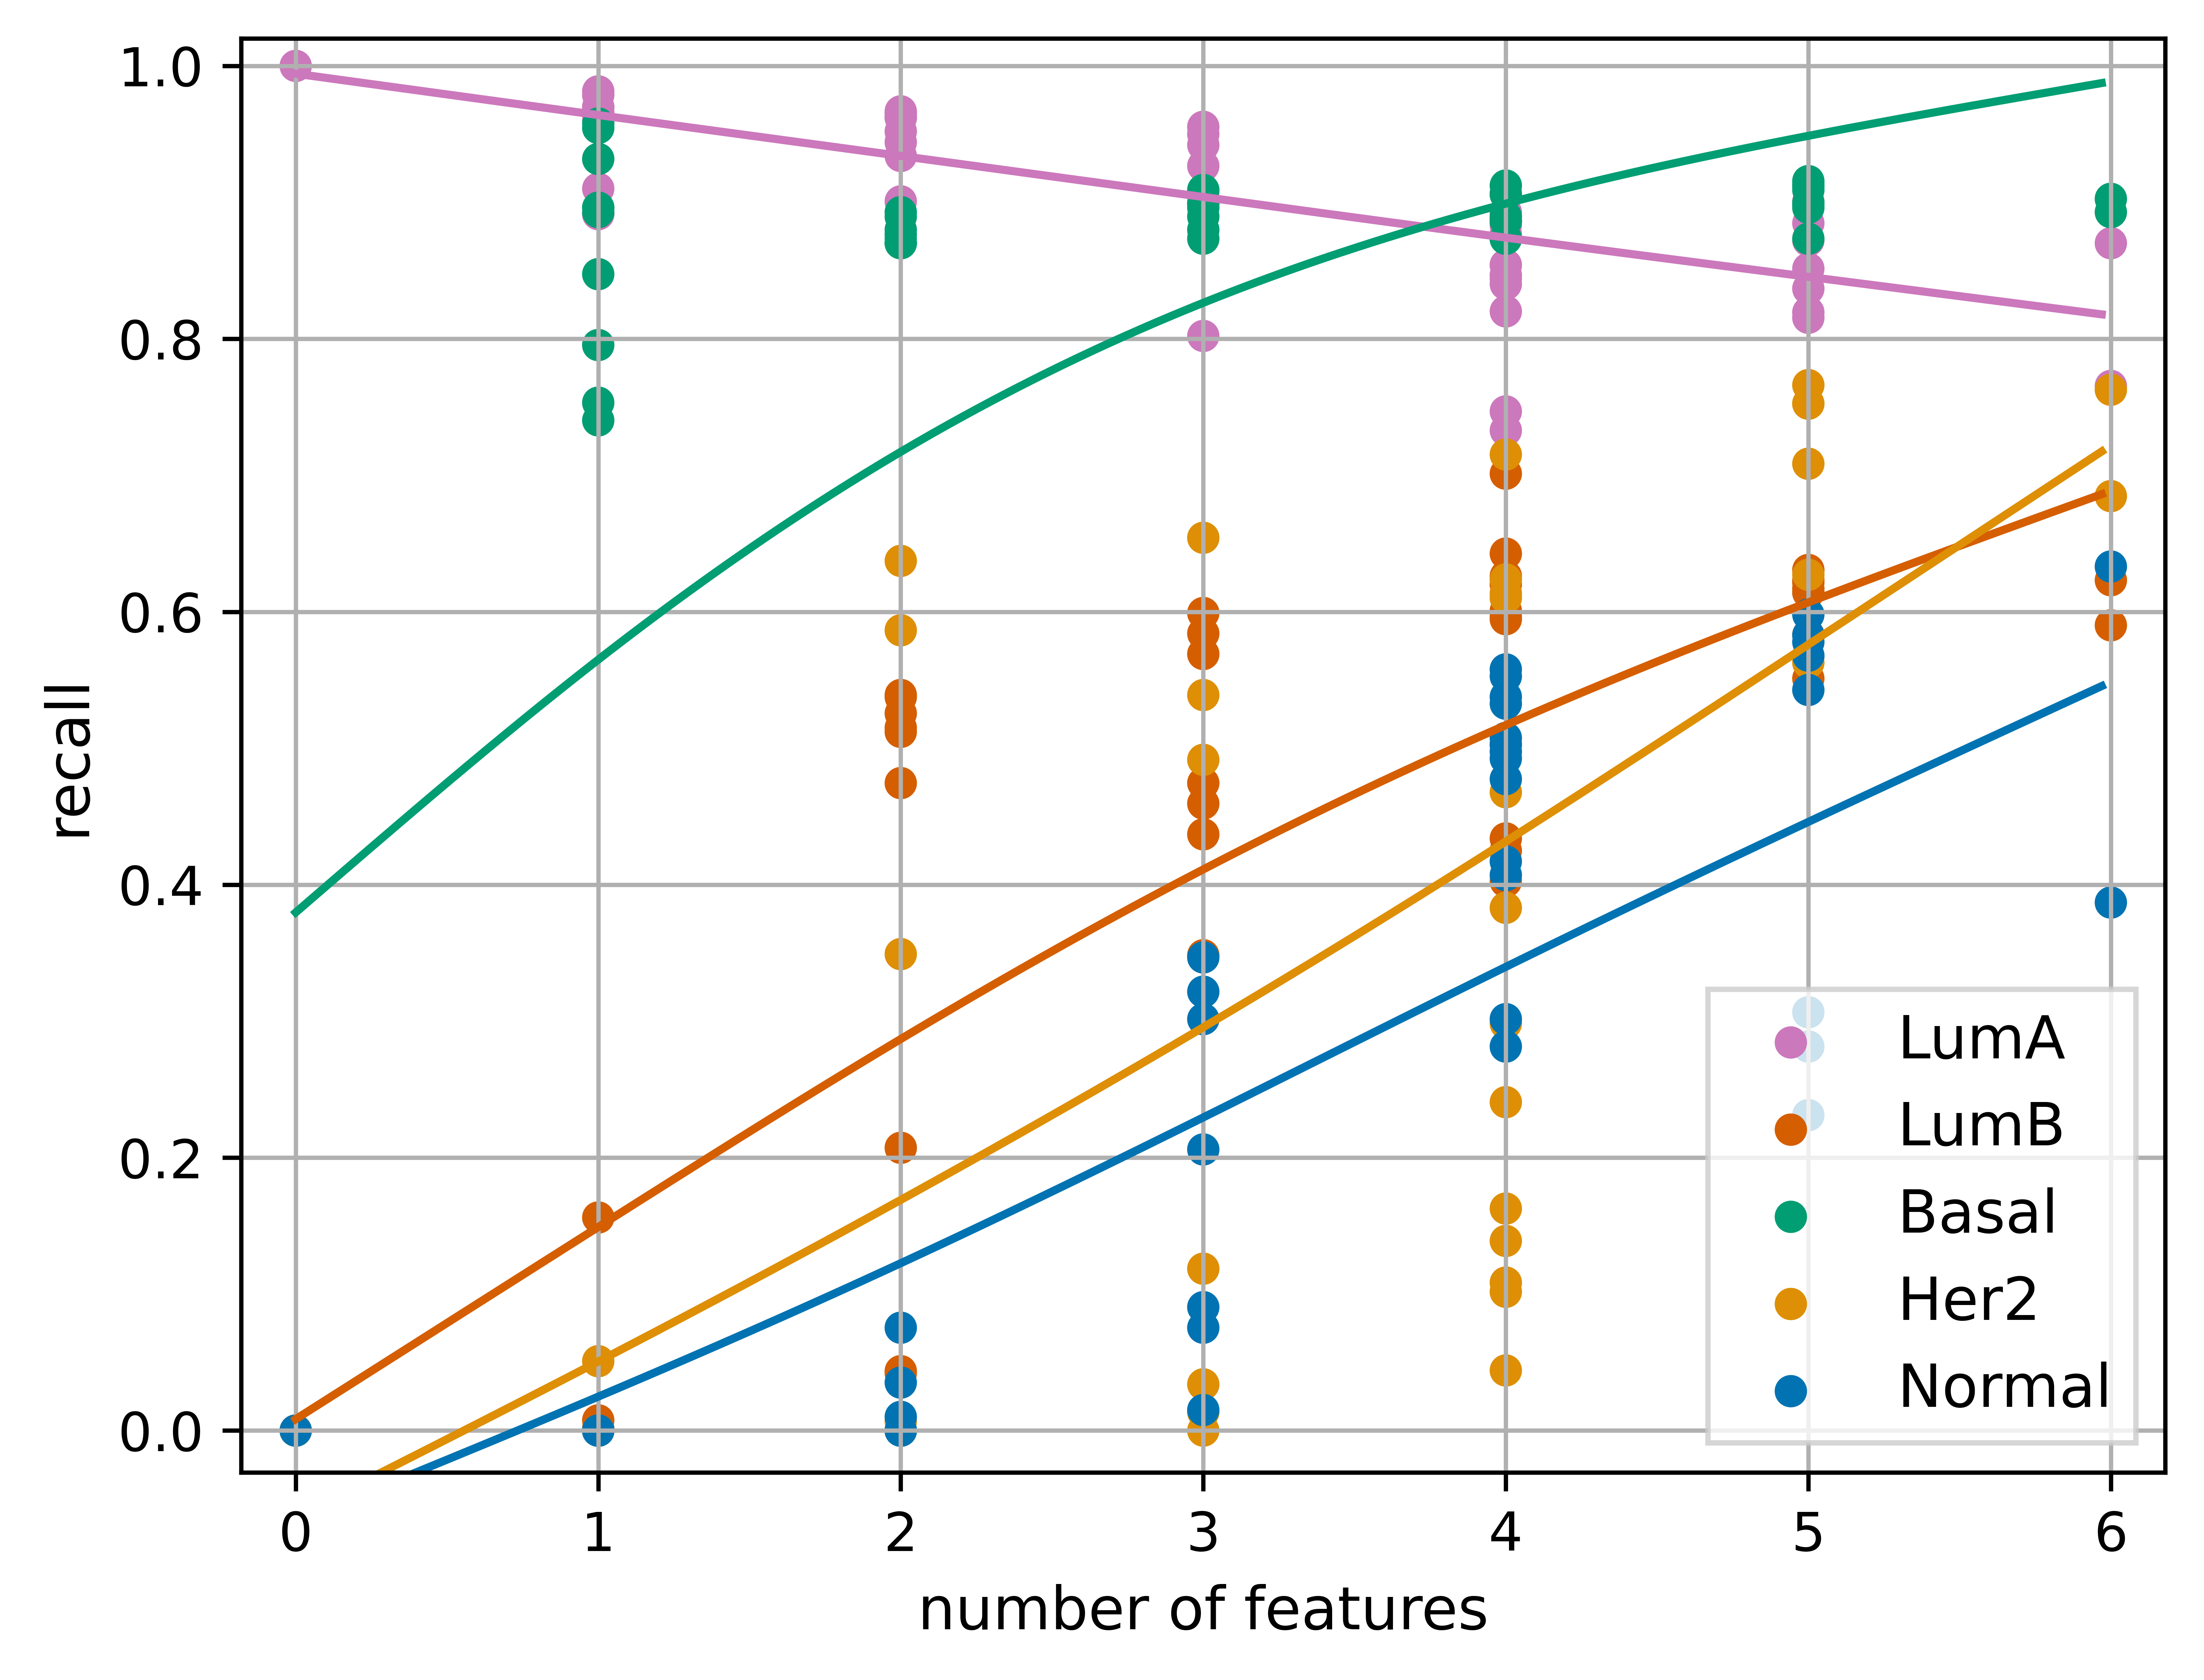 1.0
0.8
0.6
0.4
0.2
0.0
recall
0 1 2 3 4 5 6
number of features
LumA
LumB
Basal
Her2
Normal